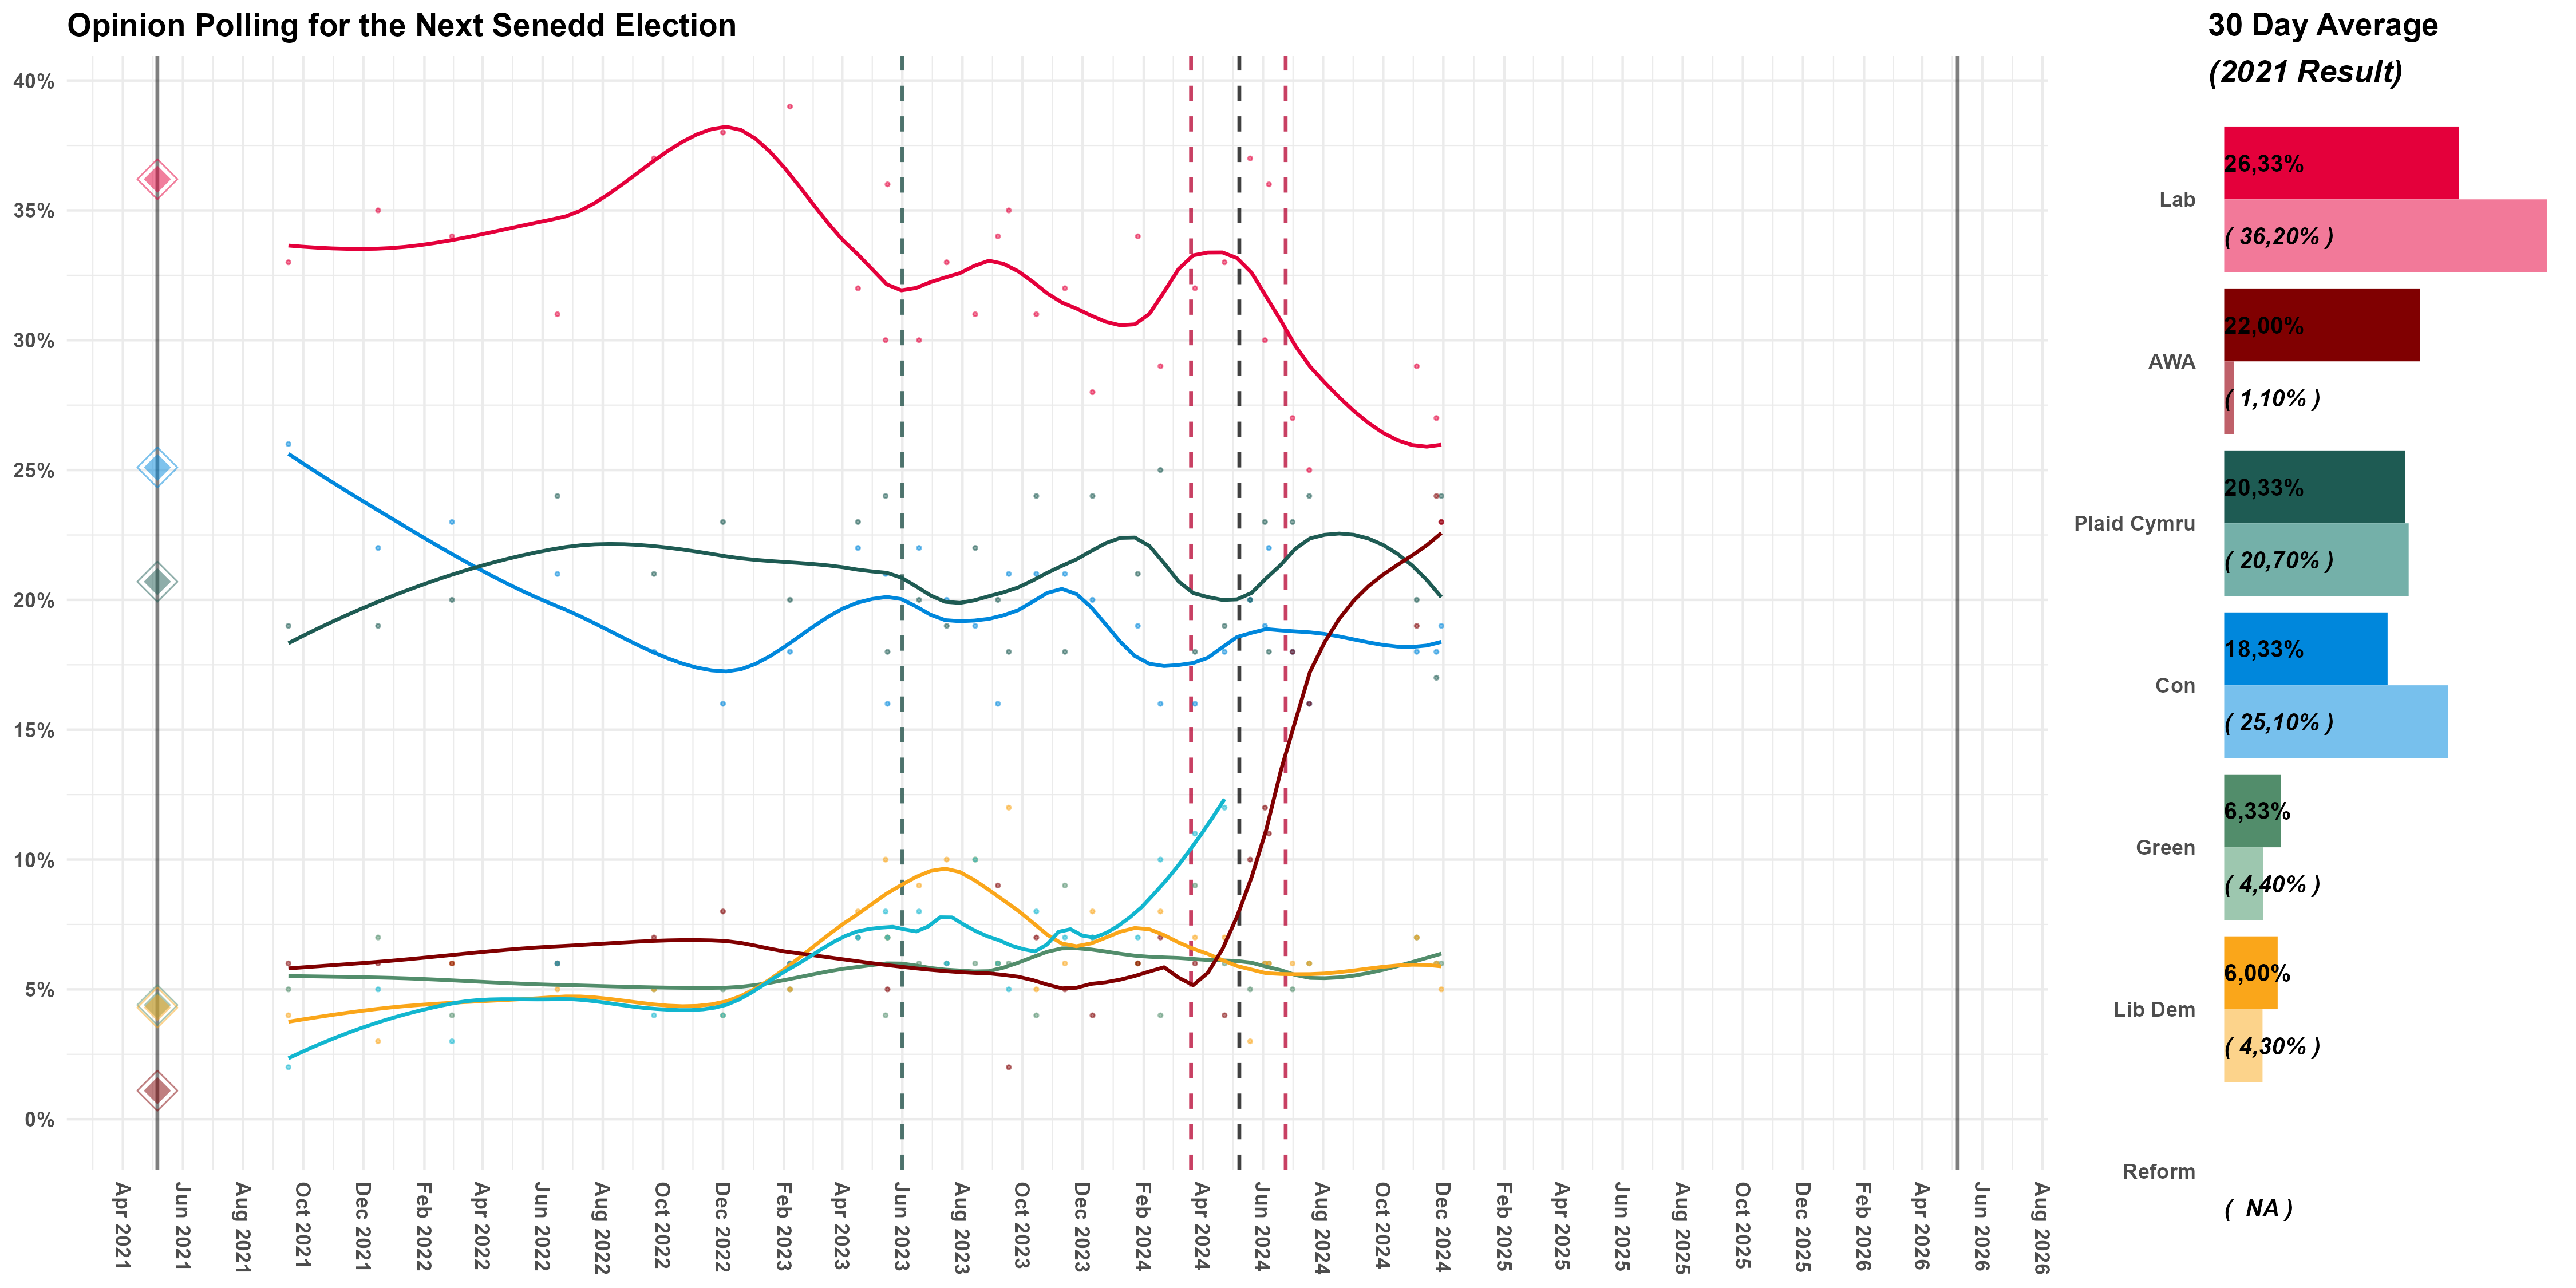 Opinion Polling for the Next Senedd Election
30 Day Average
(2021 Result)
40%
35%
30%
25%
20%
15%
10%
5%
0%
Apr 2021
Jun 2021
Aug 2021
Oct 2021
Dec 2021
Feb 2022
Apr 2022
Jun 2022
Aug 2022
Oct 2022
Dec 2022
Feb 2023
Apr 2023
Jun 2023
Aug 2023
Oct 2023
Dec 2023
Feb 2024
Apr 2024
Jun 2024
Aug 2024
Oct 2024
Dec 2024
Feb 2025
Apr 2025
Jun 2025
Aug 2025
Oct 2025
Dec 2025
Feb 2026
Apr 2026
Jun 2026
Aug 2026
Lab
26,33%
( 36,20% )
AWA
22,00%
( 1,10% )
Plaid Cymru
20,33%
( 20,70% )
Con
18,33%
( 25,10% )
Green
6,33%
( 4,40% )
Lib Dem
6,00%
( 4,30% )
Reform
( NA )